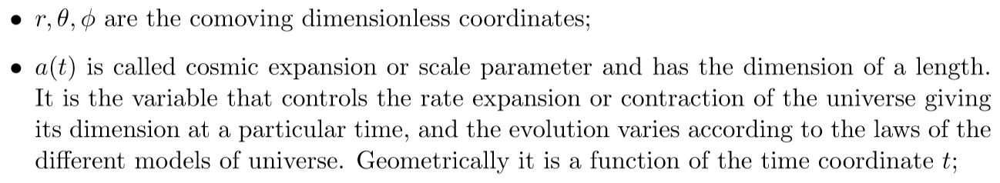 • r, θ, ϕ are the comoving dimensionless coordinates;
• a(t) is called cosmic expansion or scale parameter and has the dimension of a length.
It is the variable that controls the rate expansion or contraction of the universe giving
its dimension at a particular time, and the evolution varies according to the laws of the
different models of universe. Geometrically it is a function of the time coordinate t;